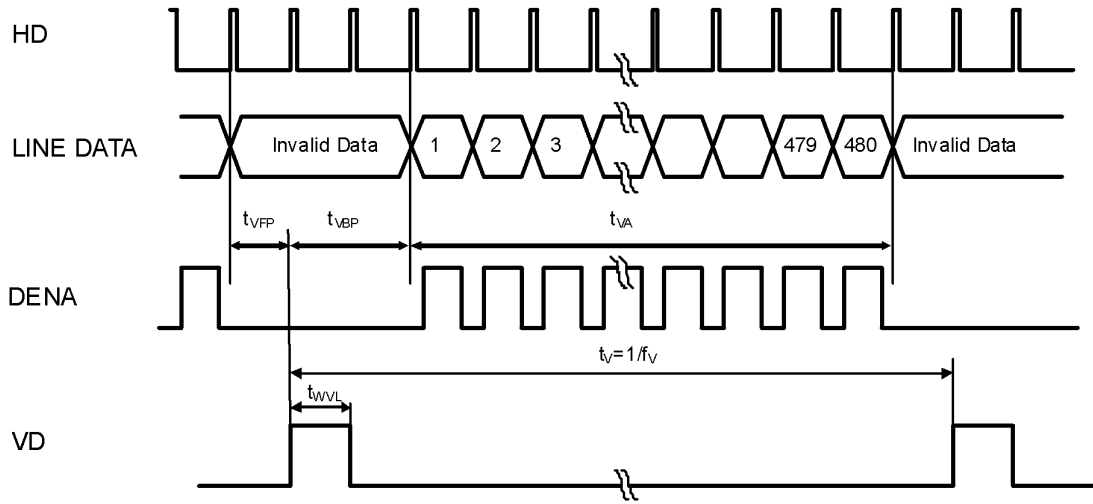 HD
LINE DATA
Invalid Data
1
2
3
479
480
Invalid Data
tVFP
tVBP
tVA
DENA
tV=1/fV
tWVL
VD